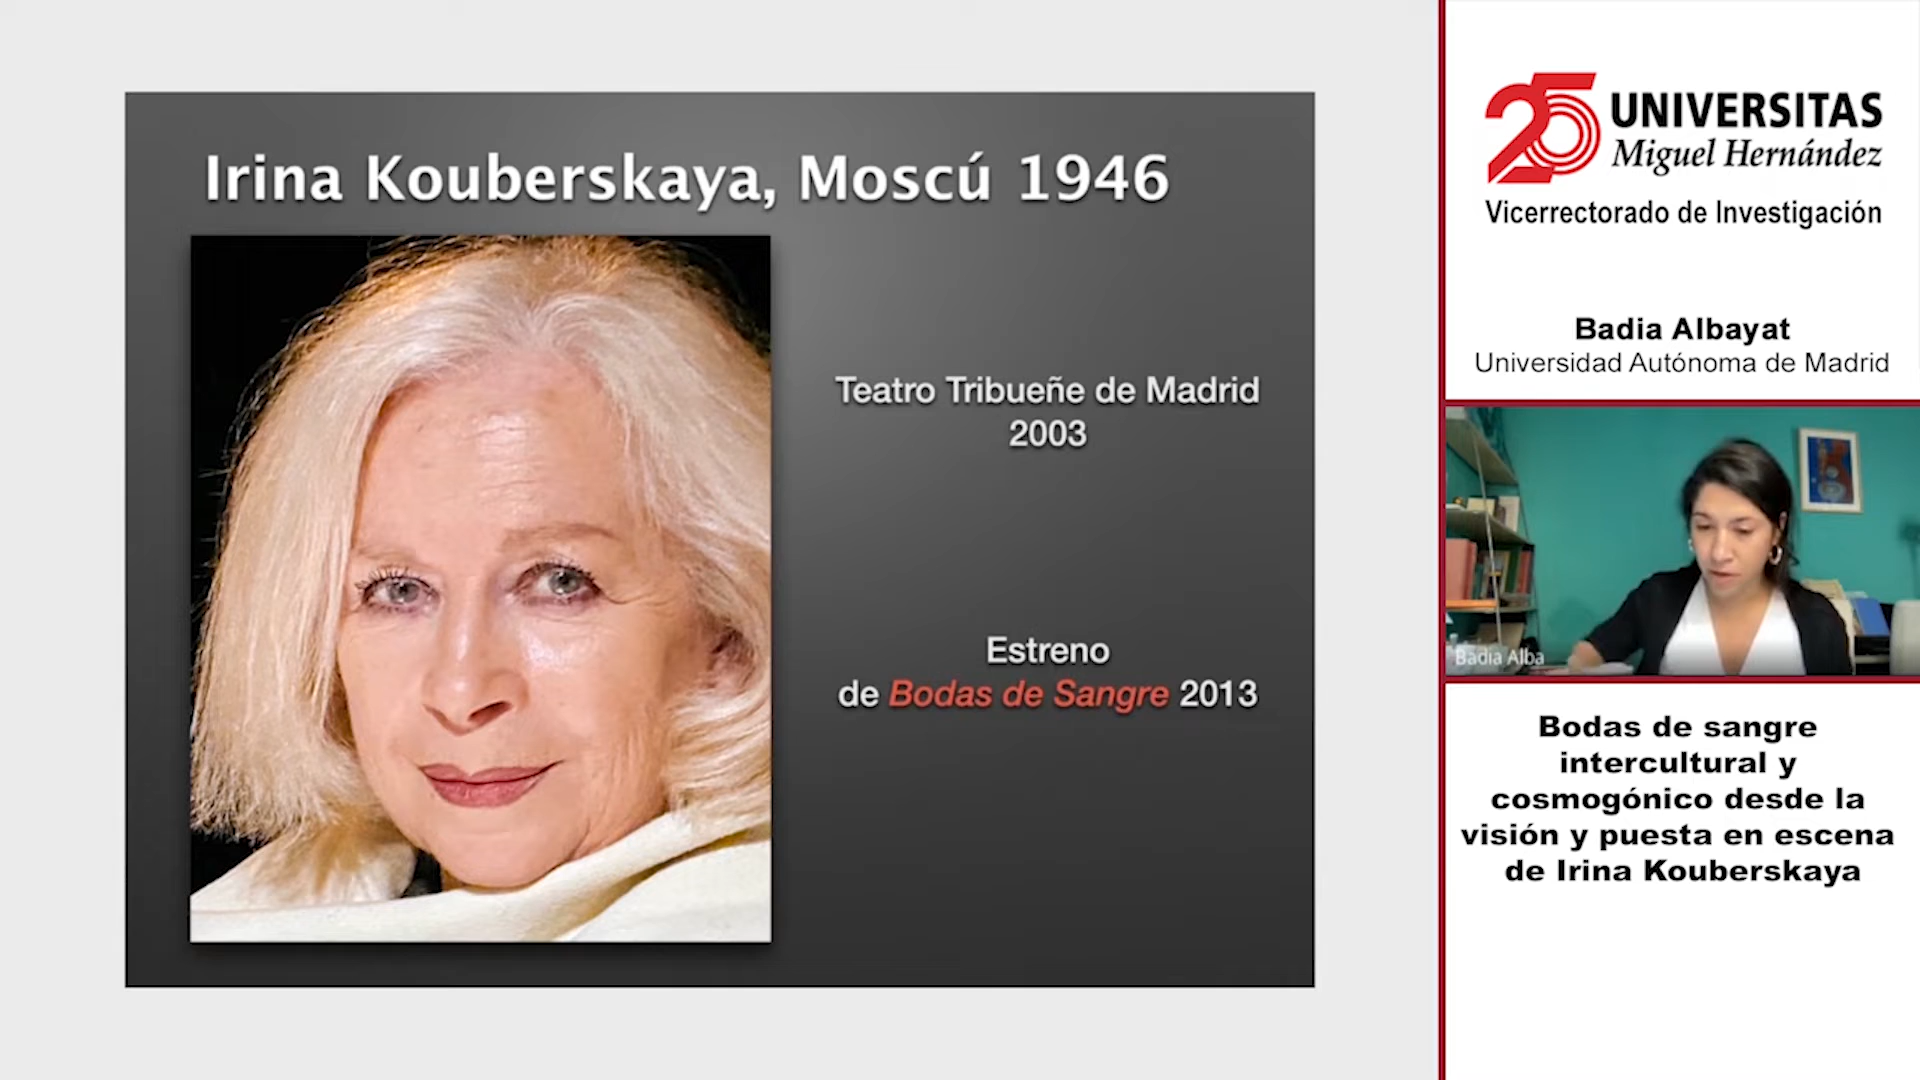 Irina Kouberskaya, Moscú 1946
Teatro Tribueñe de Madrid
2003
Estreno
de Bodas de Sangre 2013
25 UNIVERSITAS
Miguel Hernández
Vicerrectorado de Investigación
Badia Albayat
Universidad Autónoma de Madrid
Badia Alba
Bodas de sangre
intercultural y
cosmogónico desde la
visión y puesta en escena
de Irina Kouberskaya